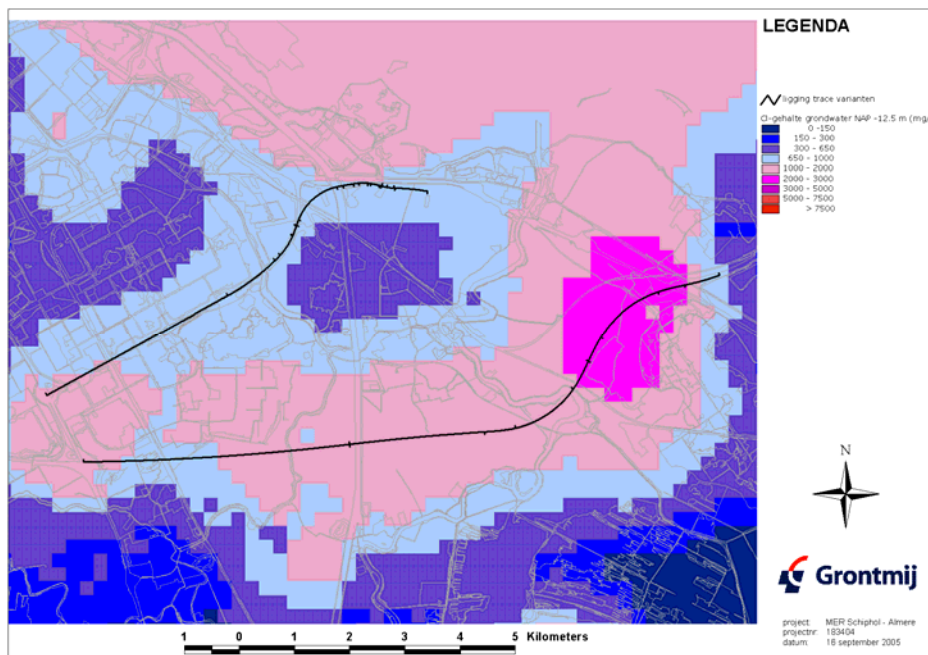 LEGENDA
ligging trace varianten
Cl-gehalte grondwater NAP -12.5 m (mg/
0 -150
150 - 300
300 - 650
650 - 1000
1000 - 2000
2000 - 3000
3000 - 5000
5000 - 7500
> 7500
N
Grontmij
project: MER Schiphol - Almere
projectnr: 183404
datum: 16 september 2005
1 0 1 2 3 4 5 Kilometers